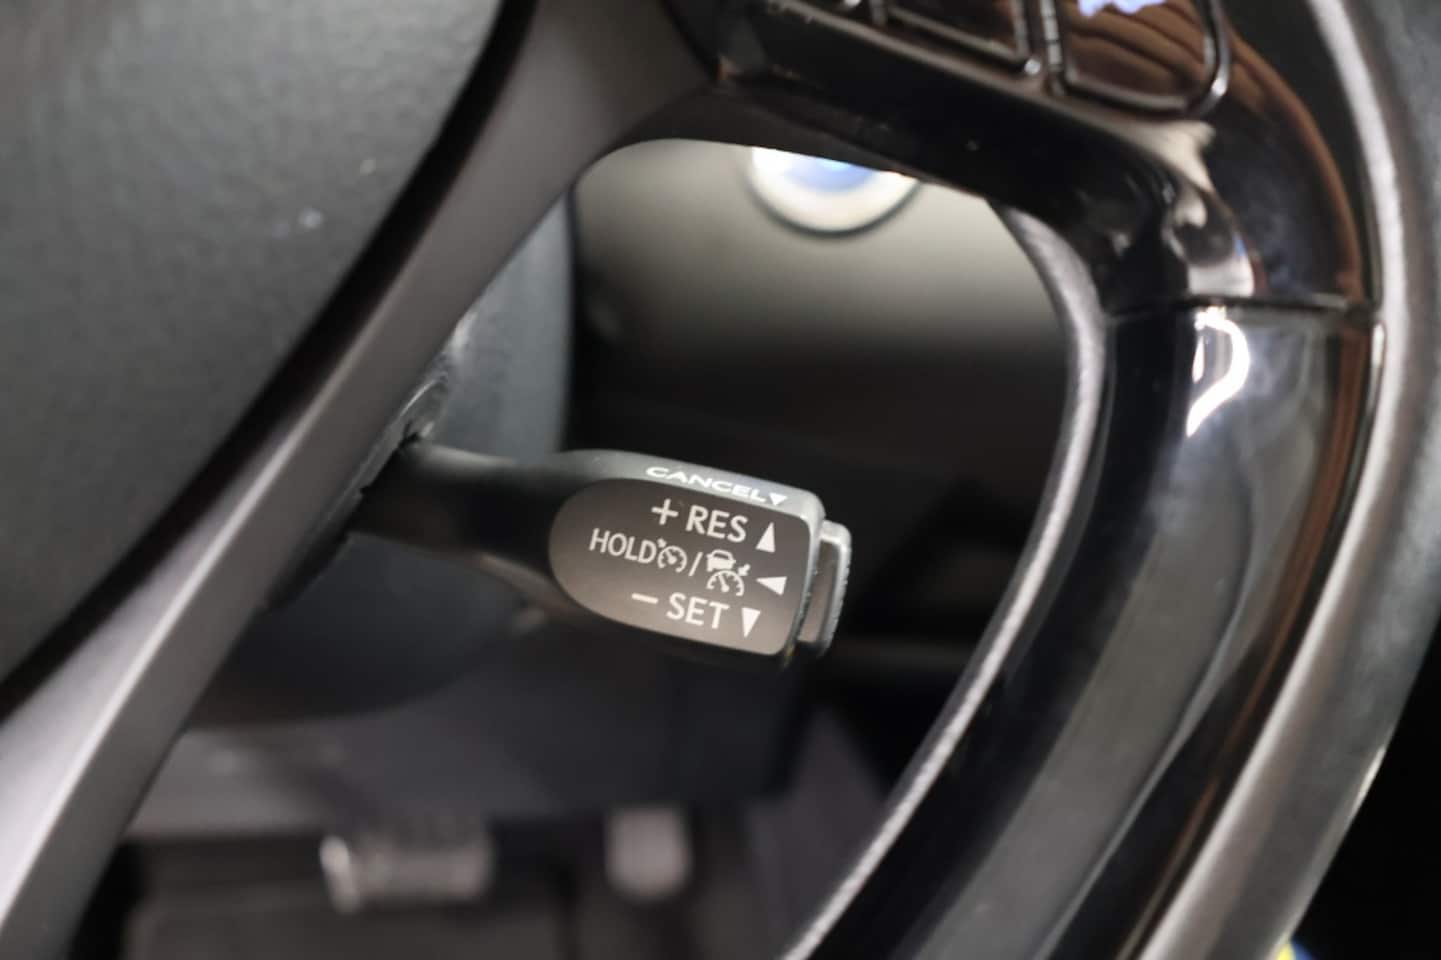 CANCEL▼
+ RES ▲
HOLD / ◀
− SET ▼